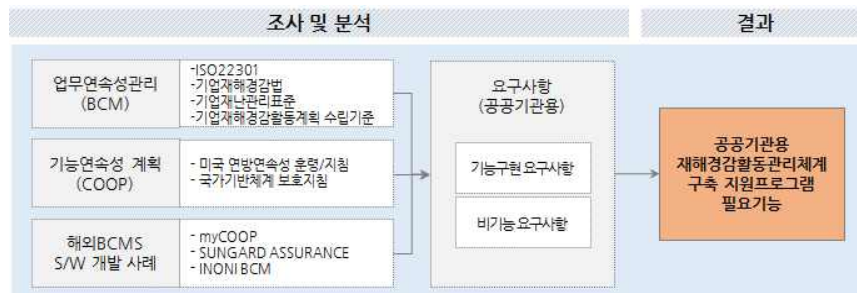 조사 및 분석
결과
업무연속성관리
(BCM)
-ISO22301
-기업재해경감법
-기업재난관리표준
-기업재해경감활동계획 수립기준
기능연속성 계획
(COOP)
- 미국 연방연속성 훈령/지침
- 국가기반체계 보호지침
해외BCMS
S/W 개발 사례
- myCOOP
- SUNGARD ASSURANCE
- INONI BCM
요구사항
(공공기관용)
기능구현 요구사항
비기능 요구사항
공공기관용
재해경감활동관리체계
구축 지원프로그램
필요기능